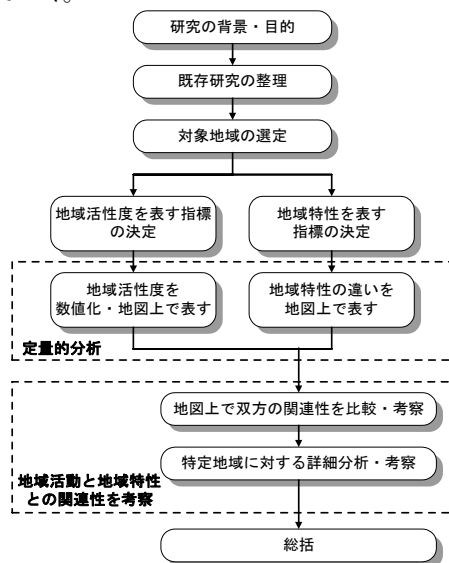 研究の背景・目的
既存研究の整理
対象地域の選定
地域活性度を表す指標
の決定
地域特性を表す
指標の決定
地域活性度を
数値化・地図上で表す
地域特性の違いを
地図上で表す
定量的分析
地図上で双方の関連性を比較・考察
特定地域に対する詳細分析・考察
地域活動と地域特性
との関連性を考察
総括